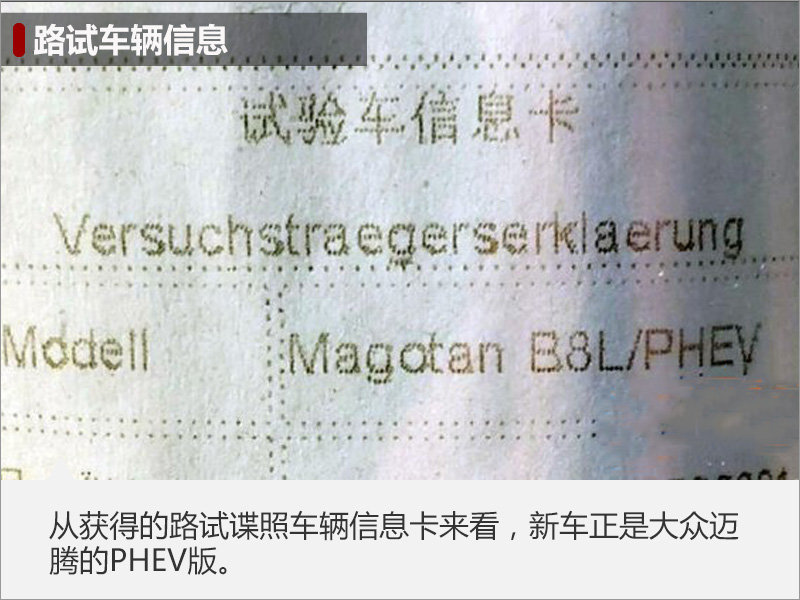 路试车辆信息
试验车信息卡
Versuchstraegerserklaerung
Modell Magotan B8L/PHEV
从获得的路试谍照车辆信息卡来看，新车正是大众迈
腾的PHEV版。